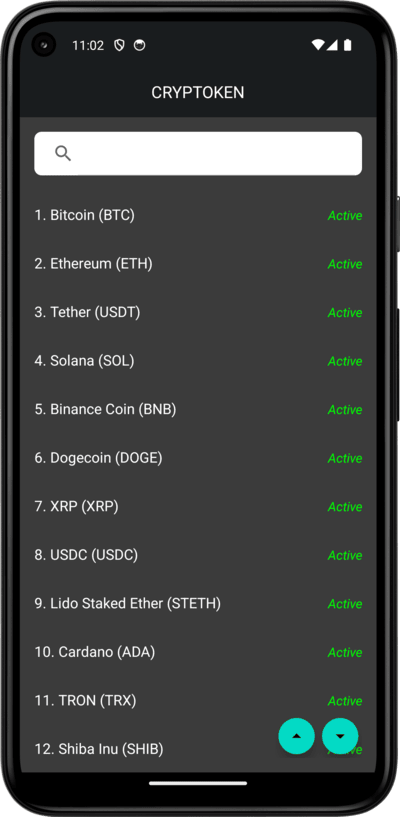 11:02
CRYPTOKEN
1. Bitcoin (BTC) Active
2. Ethereum (ETH) Active
3. Tether (USDT) Active
4. Solana (SOL) Active
5. Binance Coin (BNB) Active
6. Dogecoin (DOGE) Active
7. XRP (XRP) Active
8. USDC (USDC) Active
9. Lido Staked Ether (STETH) Active
10. Cardano (ADA) Active
11. TRON (TRX) Active
12. Shiba Inu (SHIB)